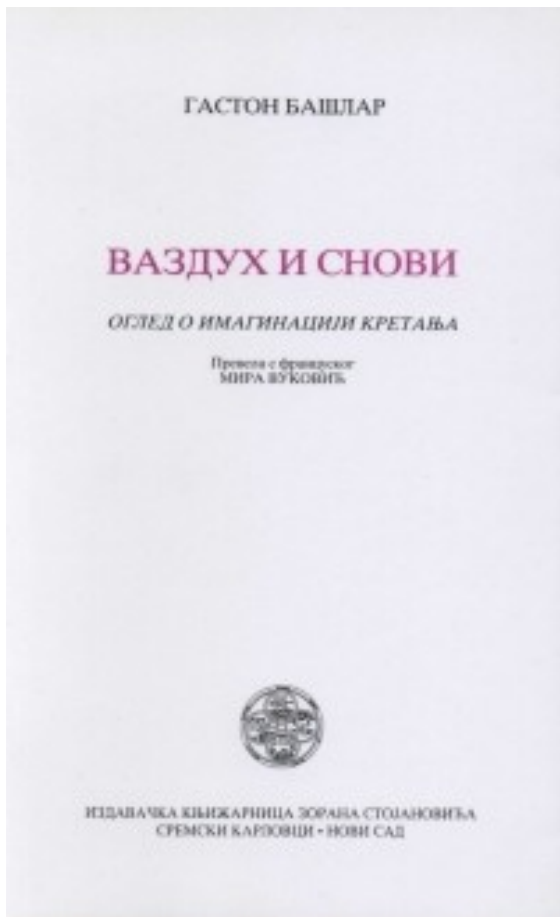 ГАСТОН БАШЛАР
ВАЗДУХ И СНОВИ
ОГЛЕД О ИМАГИНАЦИЈИ КРЕТАЊА
Превела с француског
МИРА ВУКОВИЋ
ИЗДАВАЧКА КЊИЖАРНИЦА ЗОРАНА СТОЈАНОВИЋА
СРЕМСКИ КАРЛОВЦИ • НОВИ САД